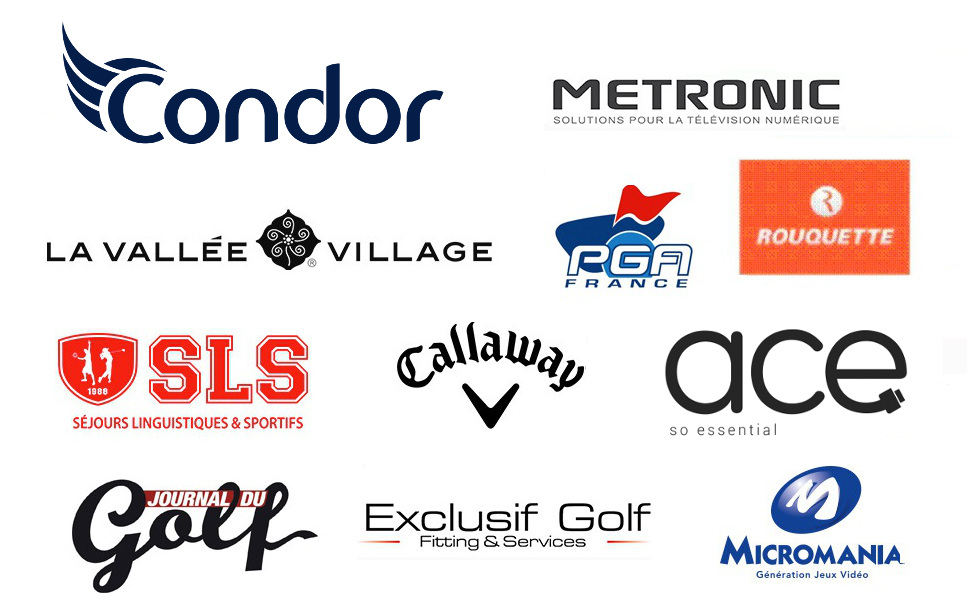 Condor
METRONIC
SOLUTIONS POUR LA TÉLÉVISION NUMÉRIQUE
LA VALLÉE VILLAGE
®
PGA
FRANCE
R
ROUQUETTE
1986
SLS
SÉJOURS LINGUISTIQUES & SPORTIFS
Callaway
ace
so essential
JOURNAL DU
Golf
Exclusif Golf
Fitting & Services
M
MICROMANIA
Génération Jeux Vidéo